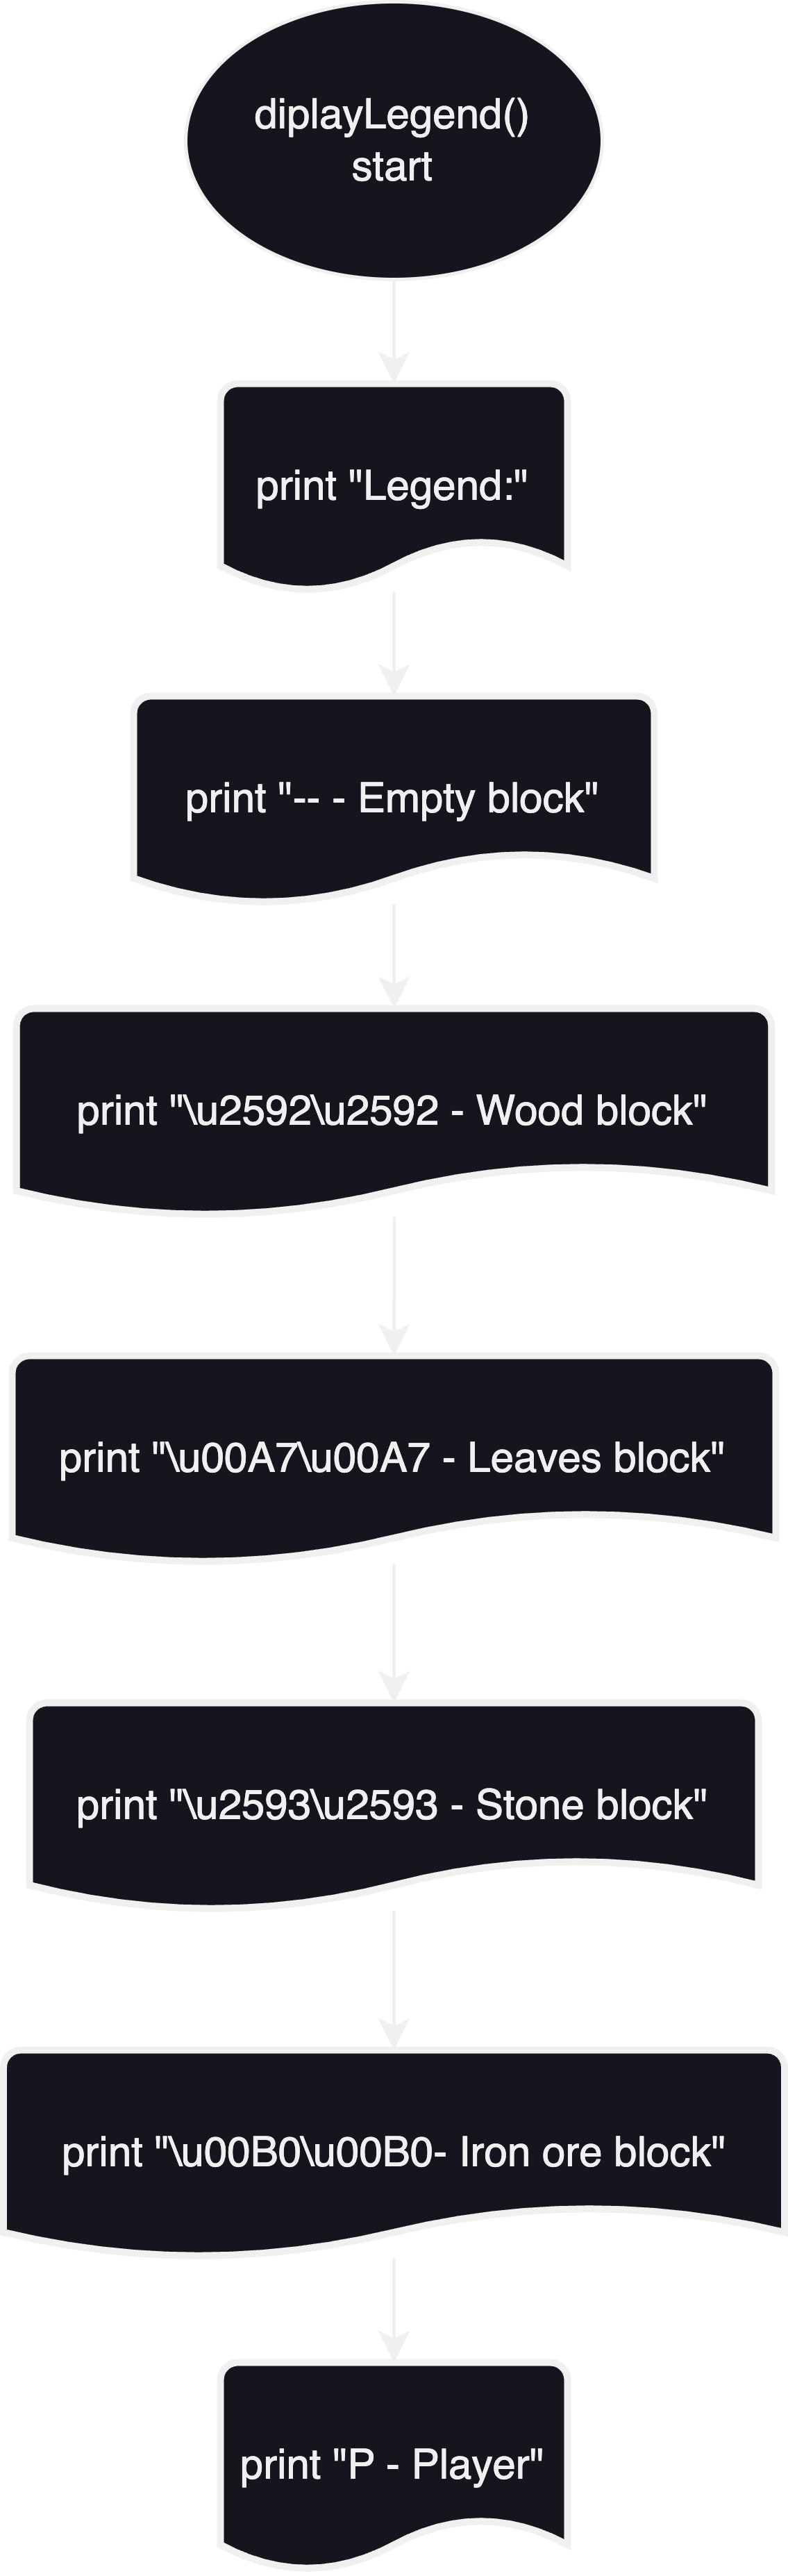 diplayLegend()
start
print "Legend:"
print "-- - Empty block"
print "\u2592\u2592 - Wood block"
print "\u00A7\u00A7 - Leaves block"
print "\u2593\u2593 - Stone block"
print "\u00B0\u00B0- Iron ore block"
print "P - Player"